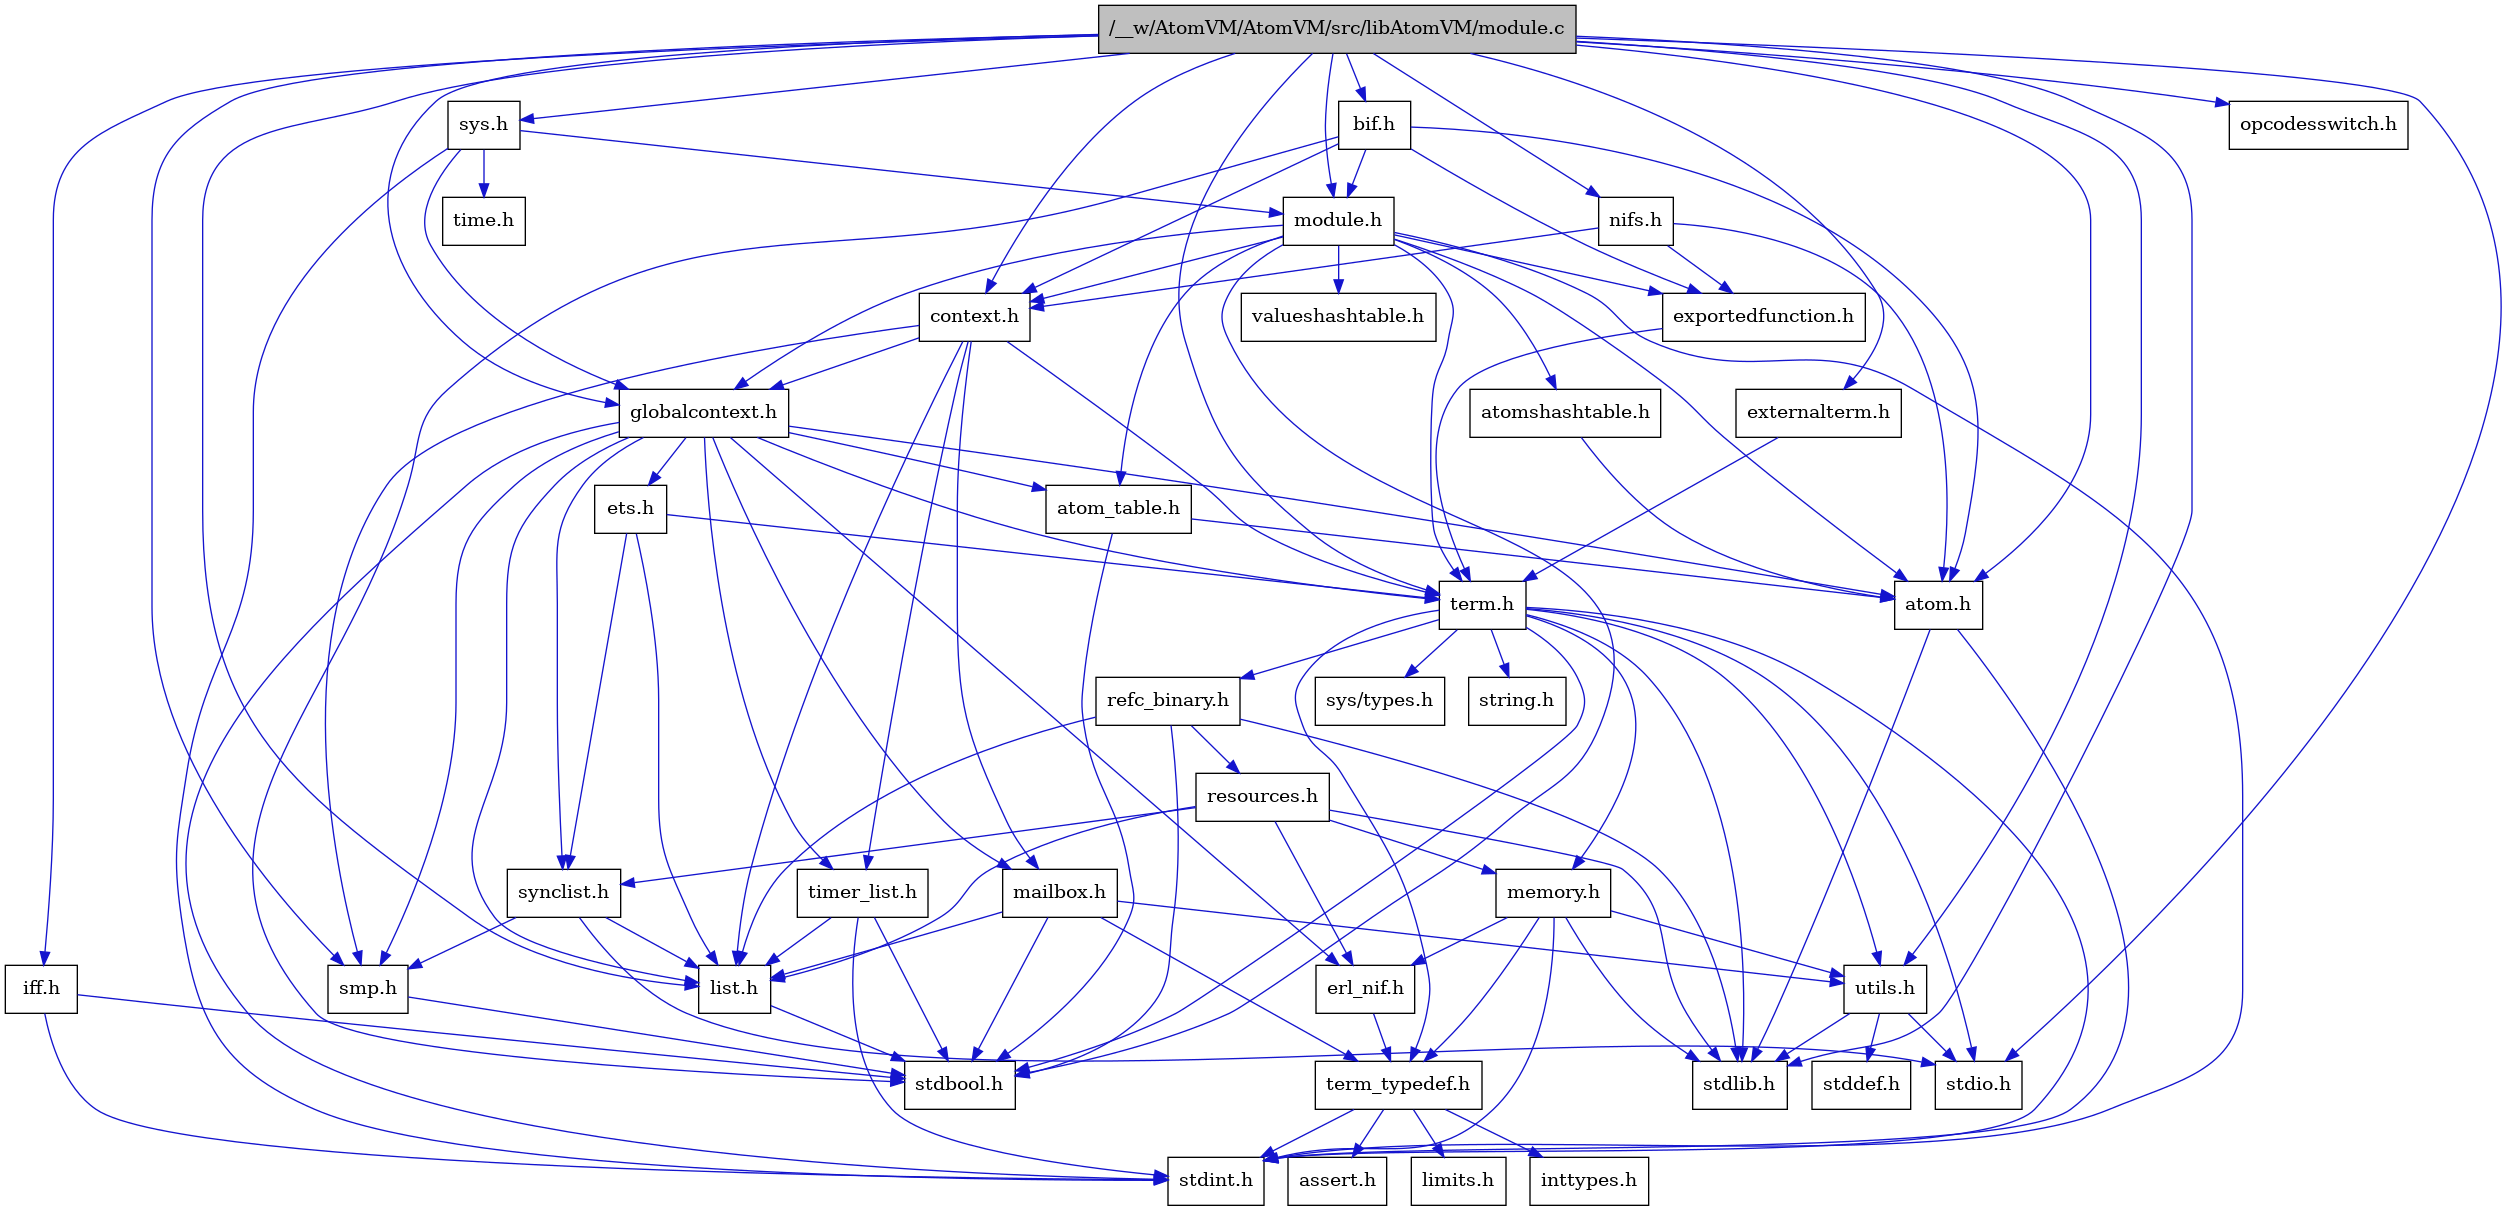 /__w/AtomVM/AtomVM/src/libAtomVM/module.c
sys.h
bif.h
opcodesswitch.h
time.h
module.h
nifs.h
context.h
valueshashtable.h
exportedfunction.h
globalcontext.h
atomshashtable.h
externalterm.h
ets.h
atom_table.h
term.h
atom.h
refc_binary.h
sys/types.h
string.h
resources.h
synclist.h
timer_list.h
mailbox.h
memory.h
iff.h
smp.h
list.h
erl_nif.h
utils.h
stdbool.h
term_typedef.h
stdlib.h
stddef.h
stdio.h
stdint.h
assert.h
limits.h
inttypes.h